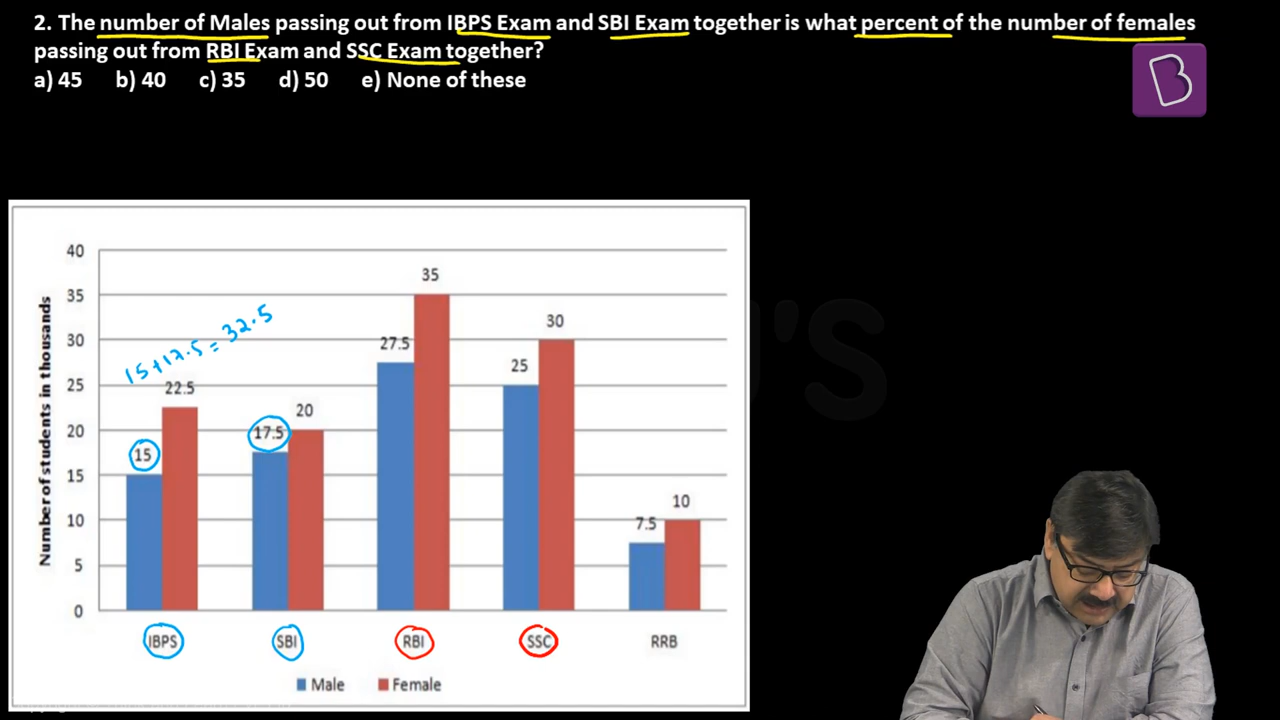 2. The number of Males passing out from IBPS Exam and SBI Exam together is what percent of the number of females
passing out from RBI Exam and SSC Exam together?
a) 45 b) 40 c) 35 d) 50 e) None of these
B
Number of students in thousands
40
35
30
25
20
15
10
5
0
15+17.5 = 32.5
15
22.5
17.5
20
27.5
35
25
30
7.5
10
IBPS SBI RBI SSC RRB
Male Female